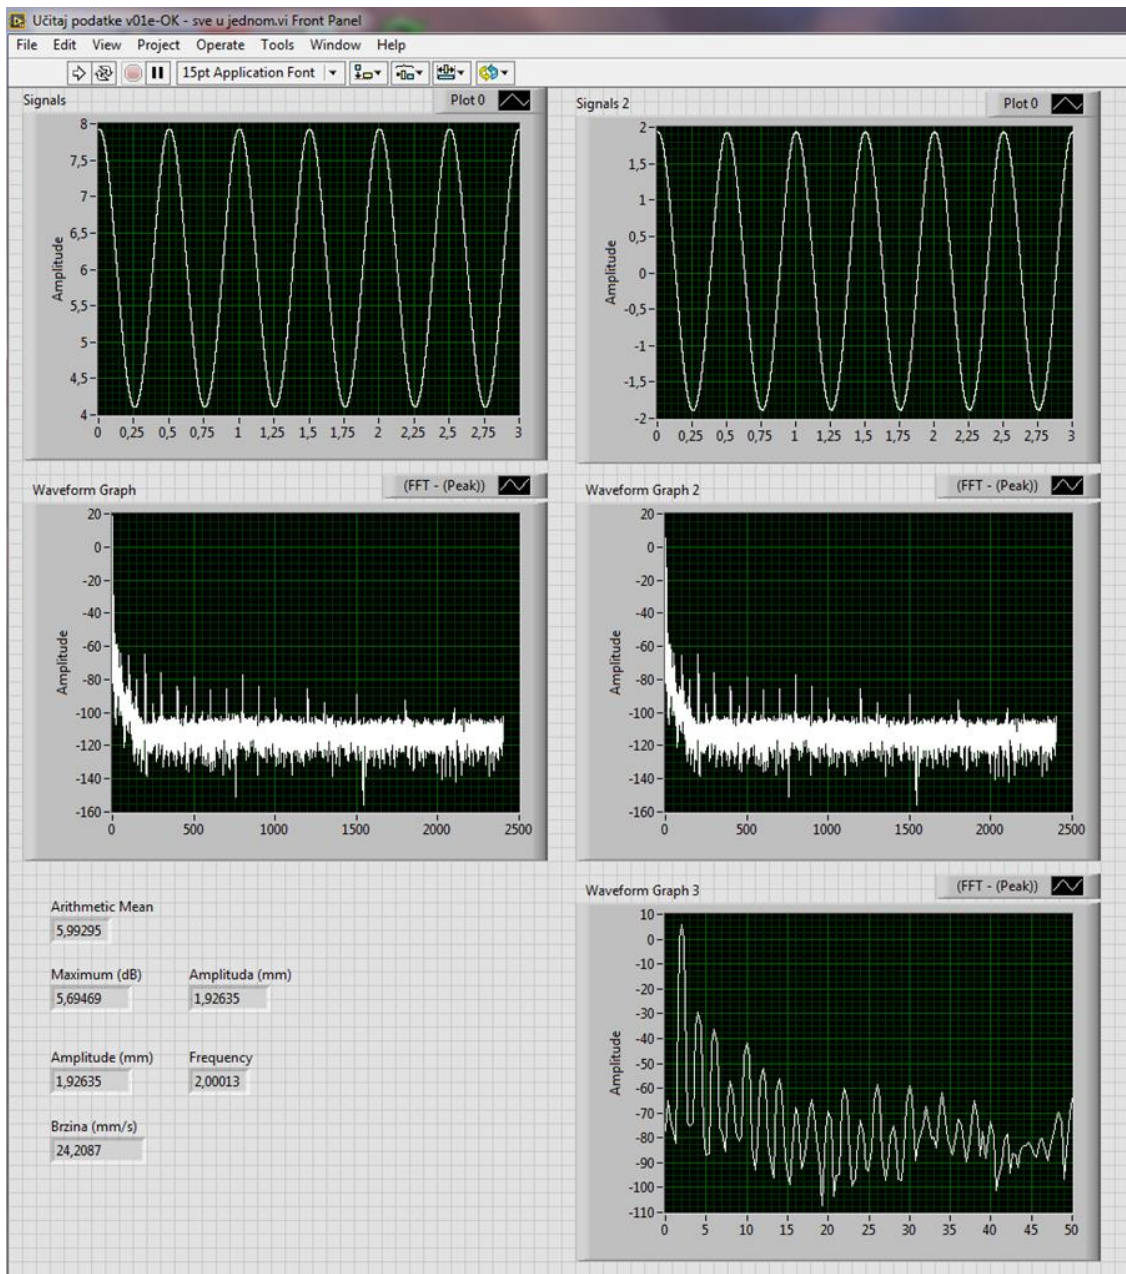 Učitaj podatke v01e-OK - sve u jednom.vi Front Panel
File Edit View Project Operate Tools Window Help
15pt Application Font
Signals
Plot 0
Amplitude
8
7,5
7
6,5
6
5,5
5
4,5
4
0 0,25 0,5 0,75 1 1,25 1,5 1,75 2 2,25 2,5 2,75 3
Signals 2
Plot 0
Amplitude
2
1,5
1
0,5
0
-0,5
-1
-1,5
-2
0 0,25 0,5 0,75 1 1,25 1,5 1,75 2 2,25 2,5 2,75 3
Waveform Graph
(FFT - (Peak))
Amplitude
20
0
-20
-40
-60
-80
-100
-120
-140
-160
0 500 1000 1500 2000 2500
Waveform Graph 2
(FFT - (Peak))
Amplitude
20
0
-20
-40
-60
-80
-100
-120
-140
-160
0 500 1000 1500 2000 2500
Arithmetic Mean
5,99295
Maximum (dB) Amplituda (mm)
5,69469 1,92635
Amplitude (mm) Frequency
1,92635 2,00013
Brzina (mm/s)
24,2087
Waveform Graph 3
(FFT - (Peak))
Amplitude
10
0
-10
-20
-30
-40
-50
-60
-70
-80
-90
-100
-110
0 5 10 15 20 25 30 35 40 45 50